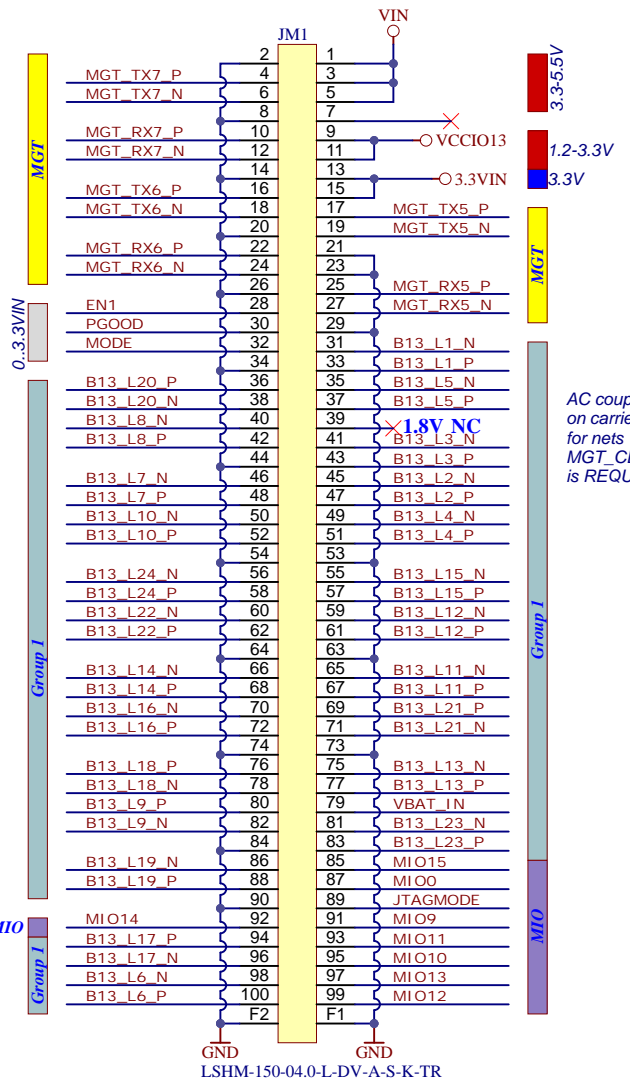 VIN
JM1
2 1
MGT_TX7_P 4 3
MGT_TX7_N 6 5
8 7
MGT_RX7_P 10 9 VCCIO13
MGT_RX7_N 12 11
14 13 3.3VIN
MGT_TX6_P 16 15
MGT_TX6_N 18 17 MGT_TX5_P
20 19 MGT_TX5_N
MGT_RX6_P 22 21
MGT_RX6_N 24 23
26 25 MGT_RX5_P
EN1 28 27 MGT_RX5_N
PGOOD 30 29
MODE 32 31 B13_L1_N
34 33 B13_L1_P
B13_L20_P 36 35 B13_L5_N
B13_L20_N 38 37 B13_L5_P
B13_L8_N 40 39 1.8V NC
B13_L8_P 42 41 B13_L3_N
44 43 B13_L3_P
B13_L7_N 46 45 B13_L2_N
B13_L7_P 48 47 B13_L2_P
B13_L10_N 50 49 B13_L4_N
B13_L10_P 52 51 B13_L4_P
54 53
B13_L24_N 56 55 B13_L15_N
B13_L24_P 58 57 B13_L15_P
B13_L22_N 60 59 B13_L12_N
B13_L22_P 62 61 B13_L12_P
64 63
B13_L14_N 66 65 B13_L11_N
B13_L14_P 68 67 B13_L11_P
B13_L16_N 70 69 B13_L21_P
B13_L16_P 72 71 B13_L21_N
74 73
B13_L18_P 76 75 B13_L13_N
B13_L18_N 78 77 B13_L13_P
B13_L9_P 80 79 VBAT_IN
B13_L9_N 82 81 B13_L23_N
84 83 B13_L23_P
B13_L19_N 86 85 MIO15
B13_L19_P 88 87 MIO0
90 89 JTAGMODE
MIO14 92 91 MIO9
B13_L17_P 94 93 MIO11
B13_L17_N 96 95 MIO10
B13_L6_N 98 97 MIO13
B13_L6_P 100 99 MIO12
F2 F1
GND GND
LSHM-150-04.0-L-DV-A-S-K-TR
MGT
0..3.3VIN
Group 1
MIO
Group 1
3.3-5.5V
1.2-3.3V
3.3V
MGT
Group 1
MIO
AC coup
on carrie
for nets
MGT_CL
is REQU